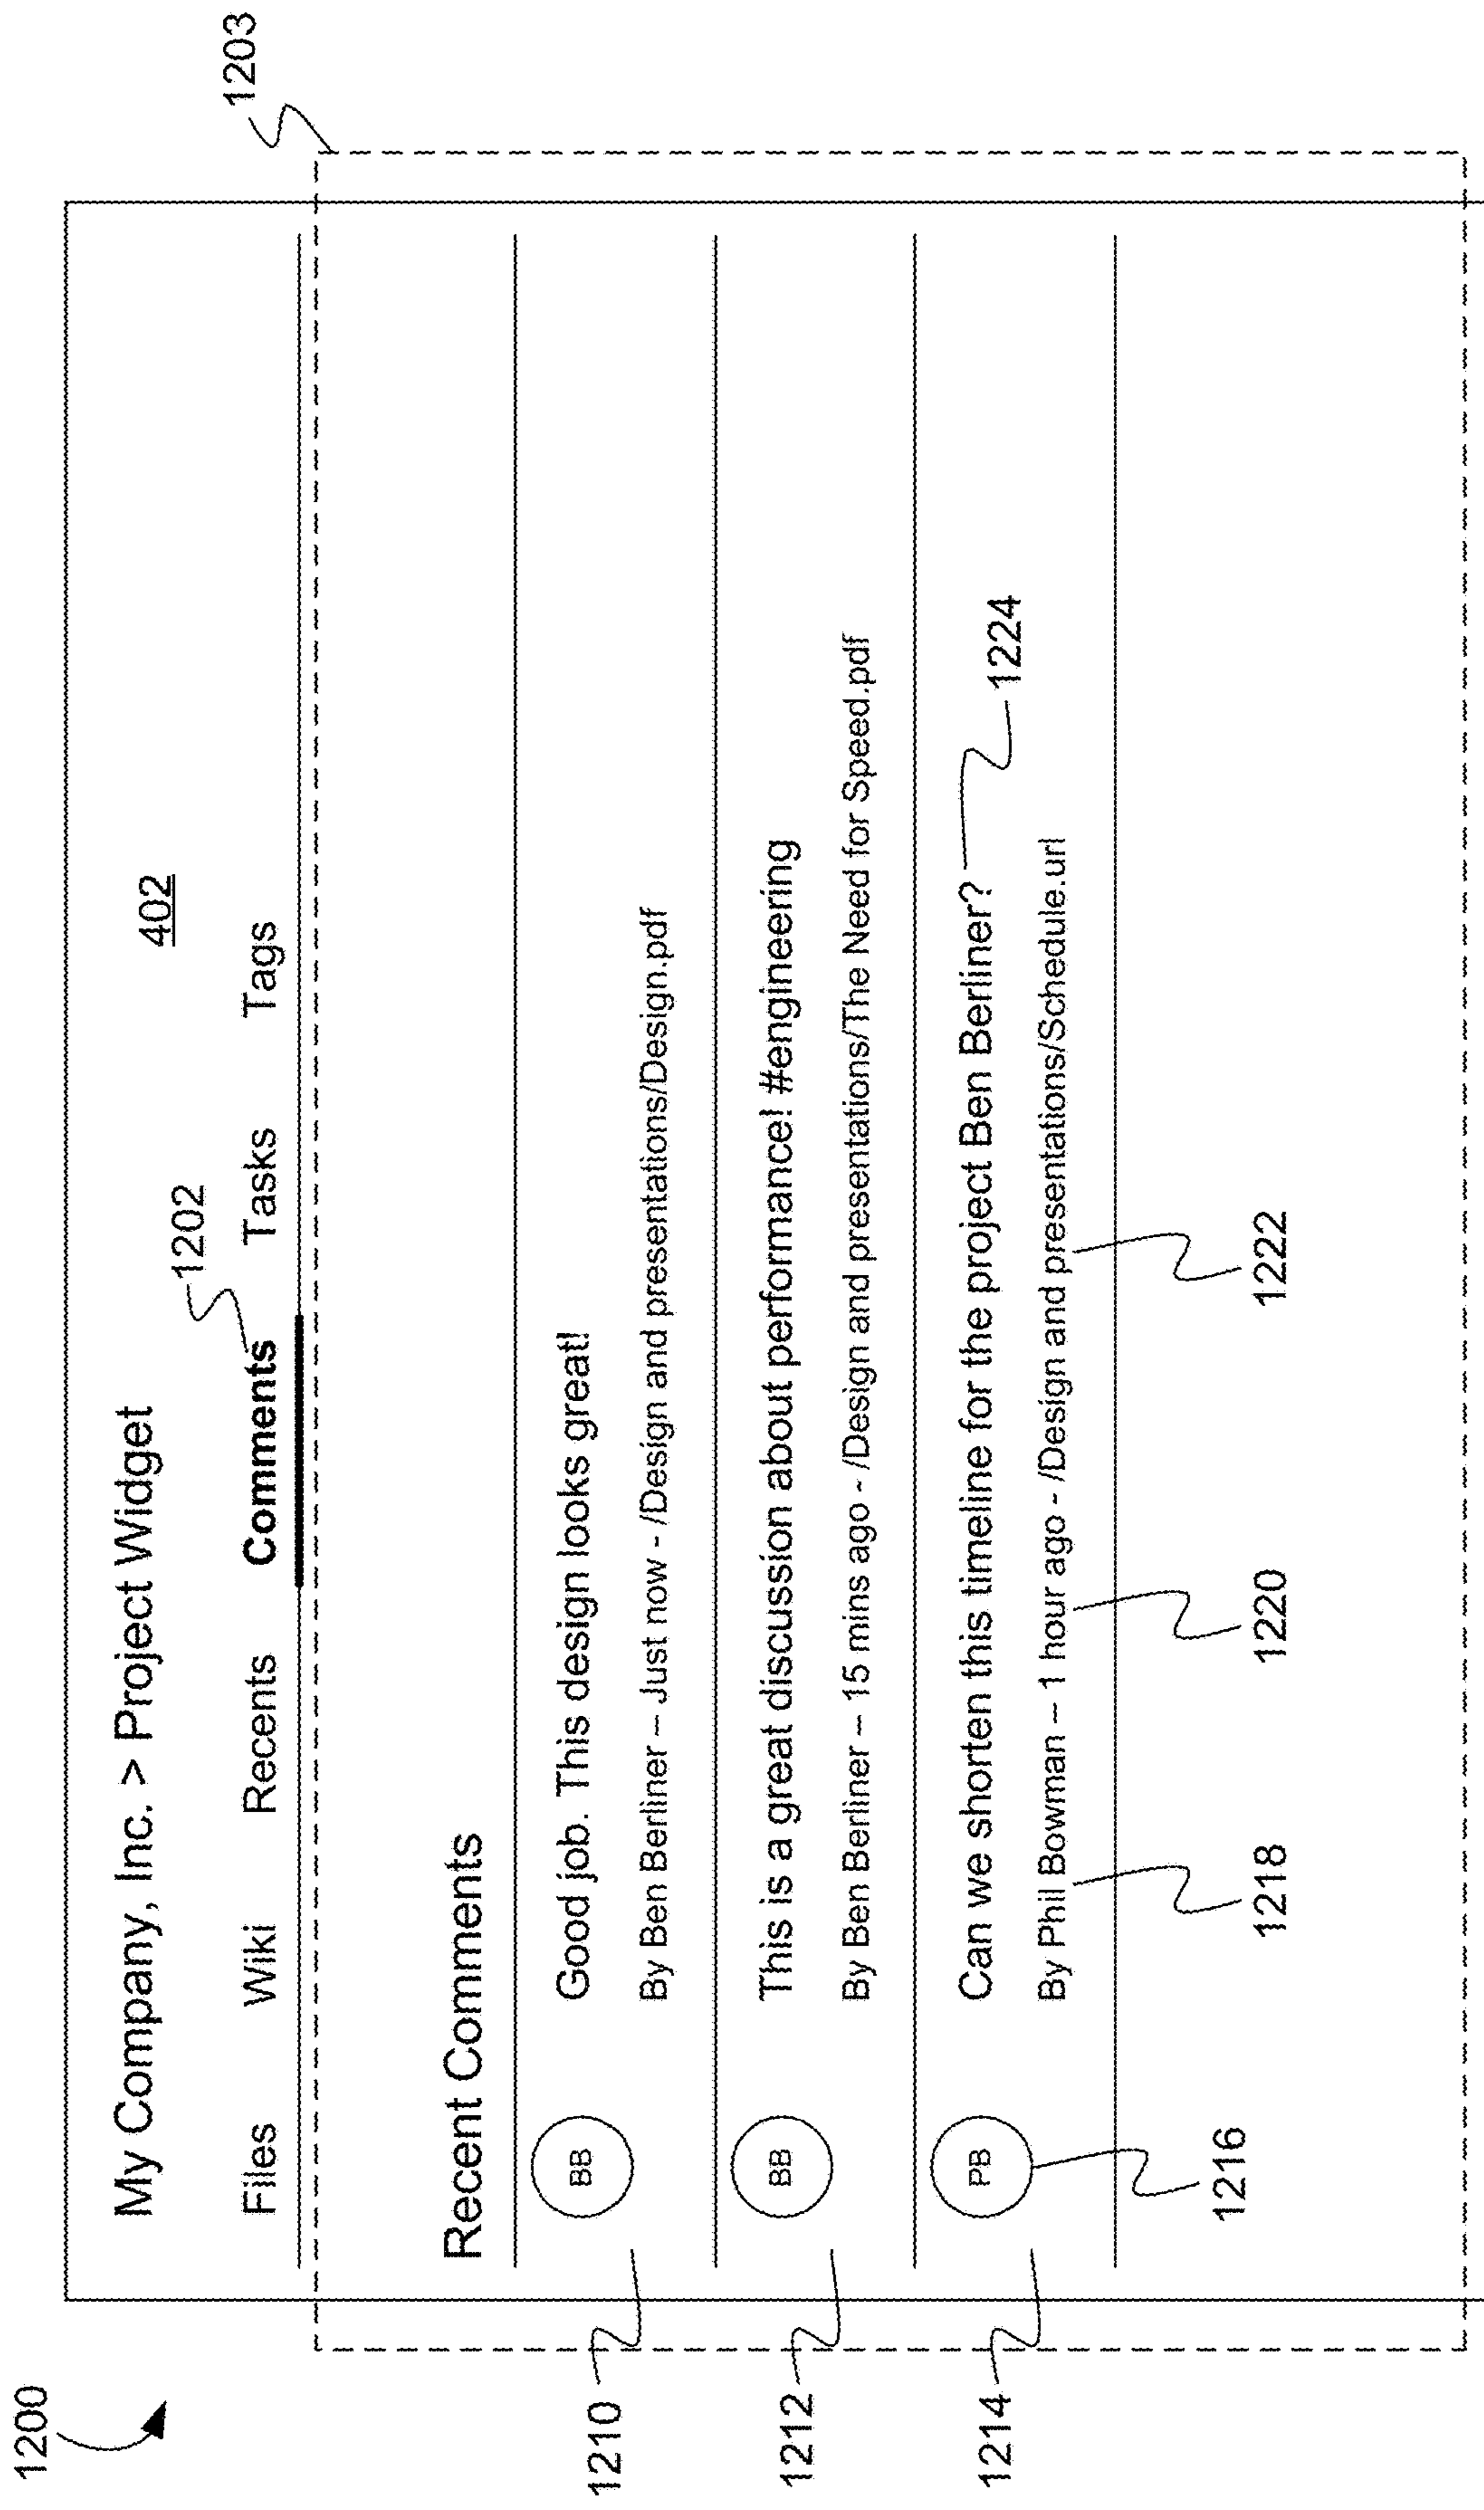 1200
My Company, Inc. > Project Widget
402
1202
1203
Files Wiki Recents Comments Tasks Tags
Recent Comments
1210
BB
Good job. This design looks great!
By Ben Berliner – Just now - /Design and presentations/Design.pdf
1212
BB
This is a great discussion about performance! #engineering
By Ben Berliner – 15 mins ago - /Design and presentations/The Need for Speed.pdf
1214
PB
Can we shorten this timeline for the project Ben Berliner?
1224
By Phil Bowman – 1 hour ago - /Design and presentations/Schedule.url
1216
1218
1220
1222